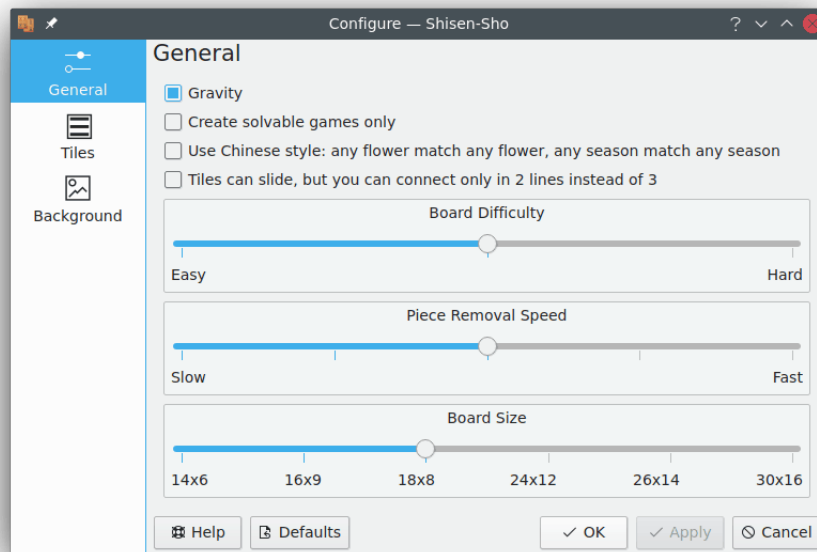 Configure — Shisen-Sho
General
General
Gravity
Create solvable games only
Use Chinese style: any flower match any flower, any season match any season
Tiles can slide, but you can connect only in 2 lines instead of 3
Tiles
Background
Board Difficulty
Easy Hard
Piece Removal Speed
Slow Fast
Board Size
14x6 16x9 18x8 24x12 26x14 30x16
Help Defaults OK Apply Cancel